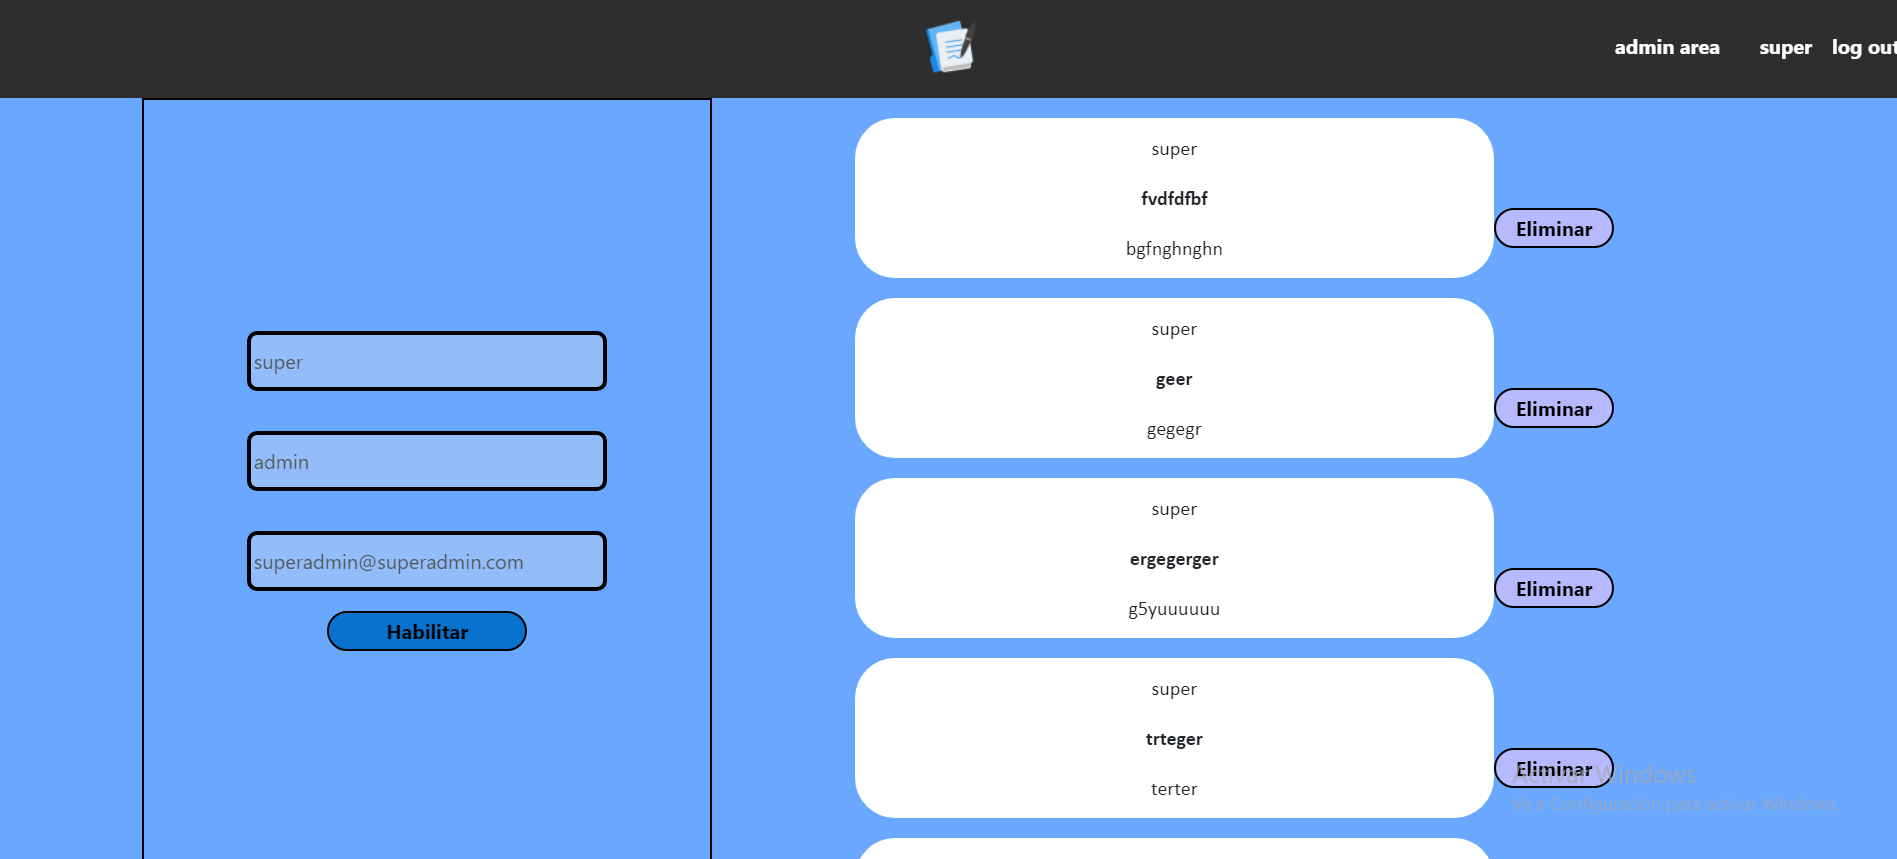 admin area super log out
super
admin
superadmin@superadmin.com
Habilitar
super
fvdfdfbf
bgfnghnghn
Eliminar
super
geer
gegegr
Eliminar
super
ergegerger
g5yuuuuuu
Eliminar
super
trteger
terter
Eliminar
Activar Windows
Ve a Configuración para activar Windows.